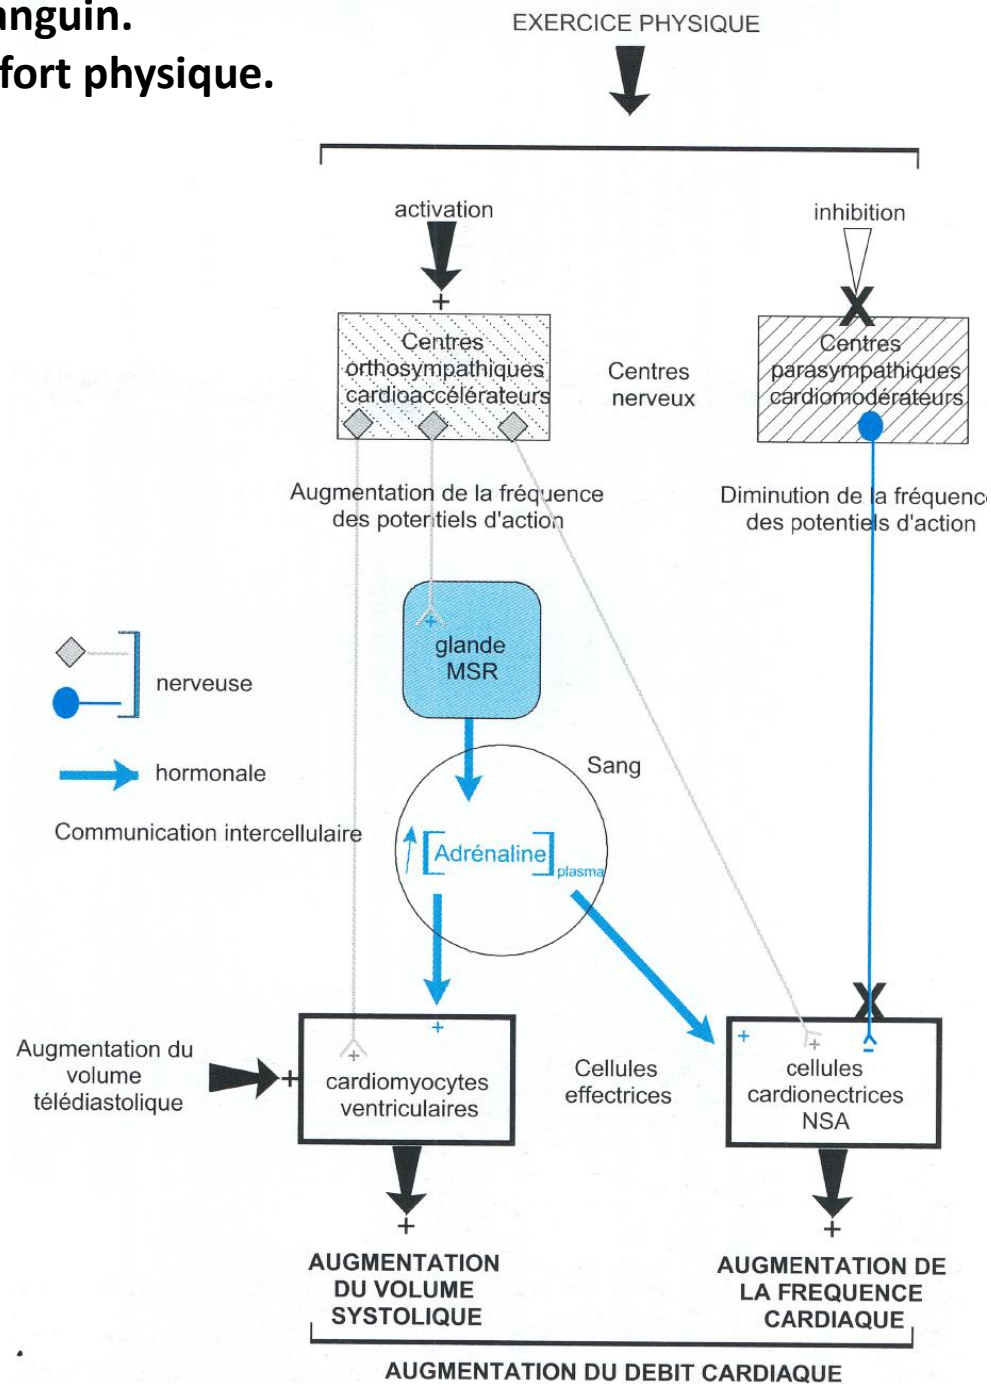 anguin.
fort physique.
EXERCICE PHYSIQUE
activation
inhibition
+
X
Centres
orthosympathiques
cardioaccélérateurs
Centres
nerveux
Centres
parasympathiques
cardiomodérateurs
Augmentation de la fréquence
des potentiels d'action
Diminution de la fréquence
des potentiels d'action
+
glande
MSR
nerveuse
hormonale
Communication intercellulaire
Sang
[Adrénaline]plasma
X
Augmentation du
volume
télédiastolique
+
+
+
cardiomyocytes
ventriculaires
Cellules
effectrices
+
+
-
cellules
cardionectrices
NSA
+
+
AUGMENTATION
DU VOLUME
SYSTOLIQUE
AUGMENTATION DE
LA FREQUENCE
CARDIAQUE
AUGMENTATION DU DEBIT CARDIAQUE